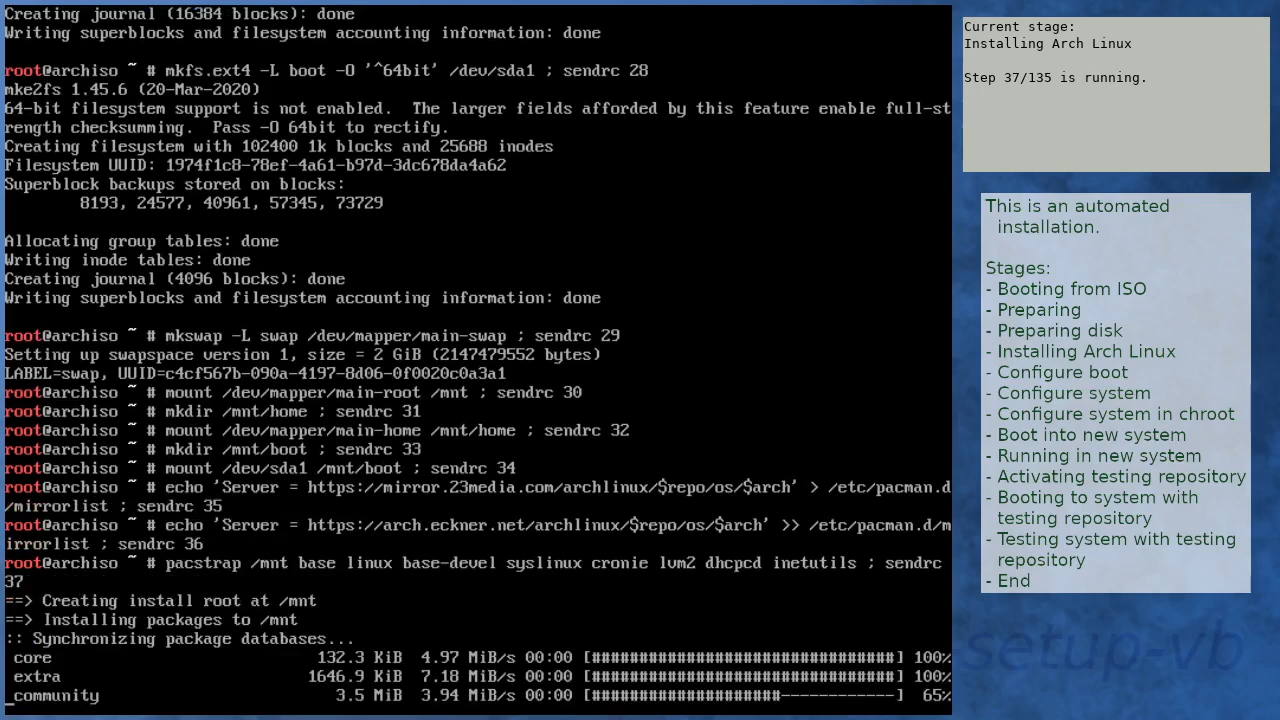 Creating journal (16384 blocks): done
Writing superblocks and filesystem accounting information: done
root@archiso ~ # mkfs.ext4 -L boot -O '^64bit' /dev/sda1 ; sendrc 28
mke2fs 1.45.6 (20-Mar-2020)
64-bit filesystem support is not enabled.  The larger fields afforded by this feature enable full-st
rength checksumming.  Pass -O 64bit to rectify.
Creating filesystem with 102400 1k blocks and 25688 inodes
Filesystem UUID: 1974f1c8-78ef-4a61-b97d-3dc678da4a62
Superblock backups stored on blocks:
        8193, 24577, 40961, 57345, 73729
Allocating group tables: done
Writing inode tables: done
Creating journal (4096 blocks): done
Writing superblocks and filesystem accounting information: done
root@archiso ~ # mkswap -L swap /dev/mapper/main-swap ; sendrc 29
Setting up swapspace version 1, size = 2 GiB (2147479552 bytes)
LABEL=swap, UUID=c4cf567b-090a-4197-8d06-0f0020c0a3a1
root@archiso ~ # mount /dev/mapper/main-root /mnt ; sendrc 30
root@archiso ~ # mkdir /mnt/home ; sendrc 31
root@archiso ~ # mount /dev/mapper/main-home /mnt/home ; sendrc 32
root@archiso ~ # mkdir /mnt/boot ; sendrc 33
root@archiso ~ # mount /dev/sda1 /mnt/boot ; sendrc 34
root@archiso ~ # echo 'Server = https://mirror.23media.com/archlinux/$repo/os/$arch' > /etc/pacman.d
/mirrorlist ; sendrc 35
root@archiso ~ # echo 'Server = https://arch.eckner.net/archlinux/$repo/os/$arch' >> /etc/pacman.d/m
irrorlist ; sendrc 36
root@archiso ~ # pacstrap /mnt base linux base-devel syslinux cronie lvm2 dhcpcd inetutils ; sendrc
37
==> Creating install root at /mnt
==> Installing packages to /mnt
:: Synchronizing package databases...
 core                            132.3 KiB  4.97 MiB/s 00:00 [################################] 100%
 extra                          1646.9 KiB  7.18 MiB/s 00:00 [################################] 100%
 community                         3.5 MiB  3.94 MiB/s 00:00 [####################------------]  65%
Current stage:
Installing Arch Linux
Step 37/135 is running.
This is an automated
installation.
Stages:
- Booting from ISO
- Preparing
- Preparing disk
- Installing Arch Linux
- Configure boot
- Configure system
- Configure system in chroot
- Boot into new system
- Running in new system
- Activating testing repository
- Booting to system with
testing repository
- Testing system with testing
repository
- End
setup-vb